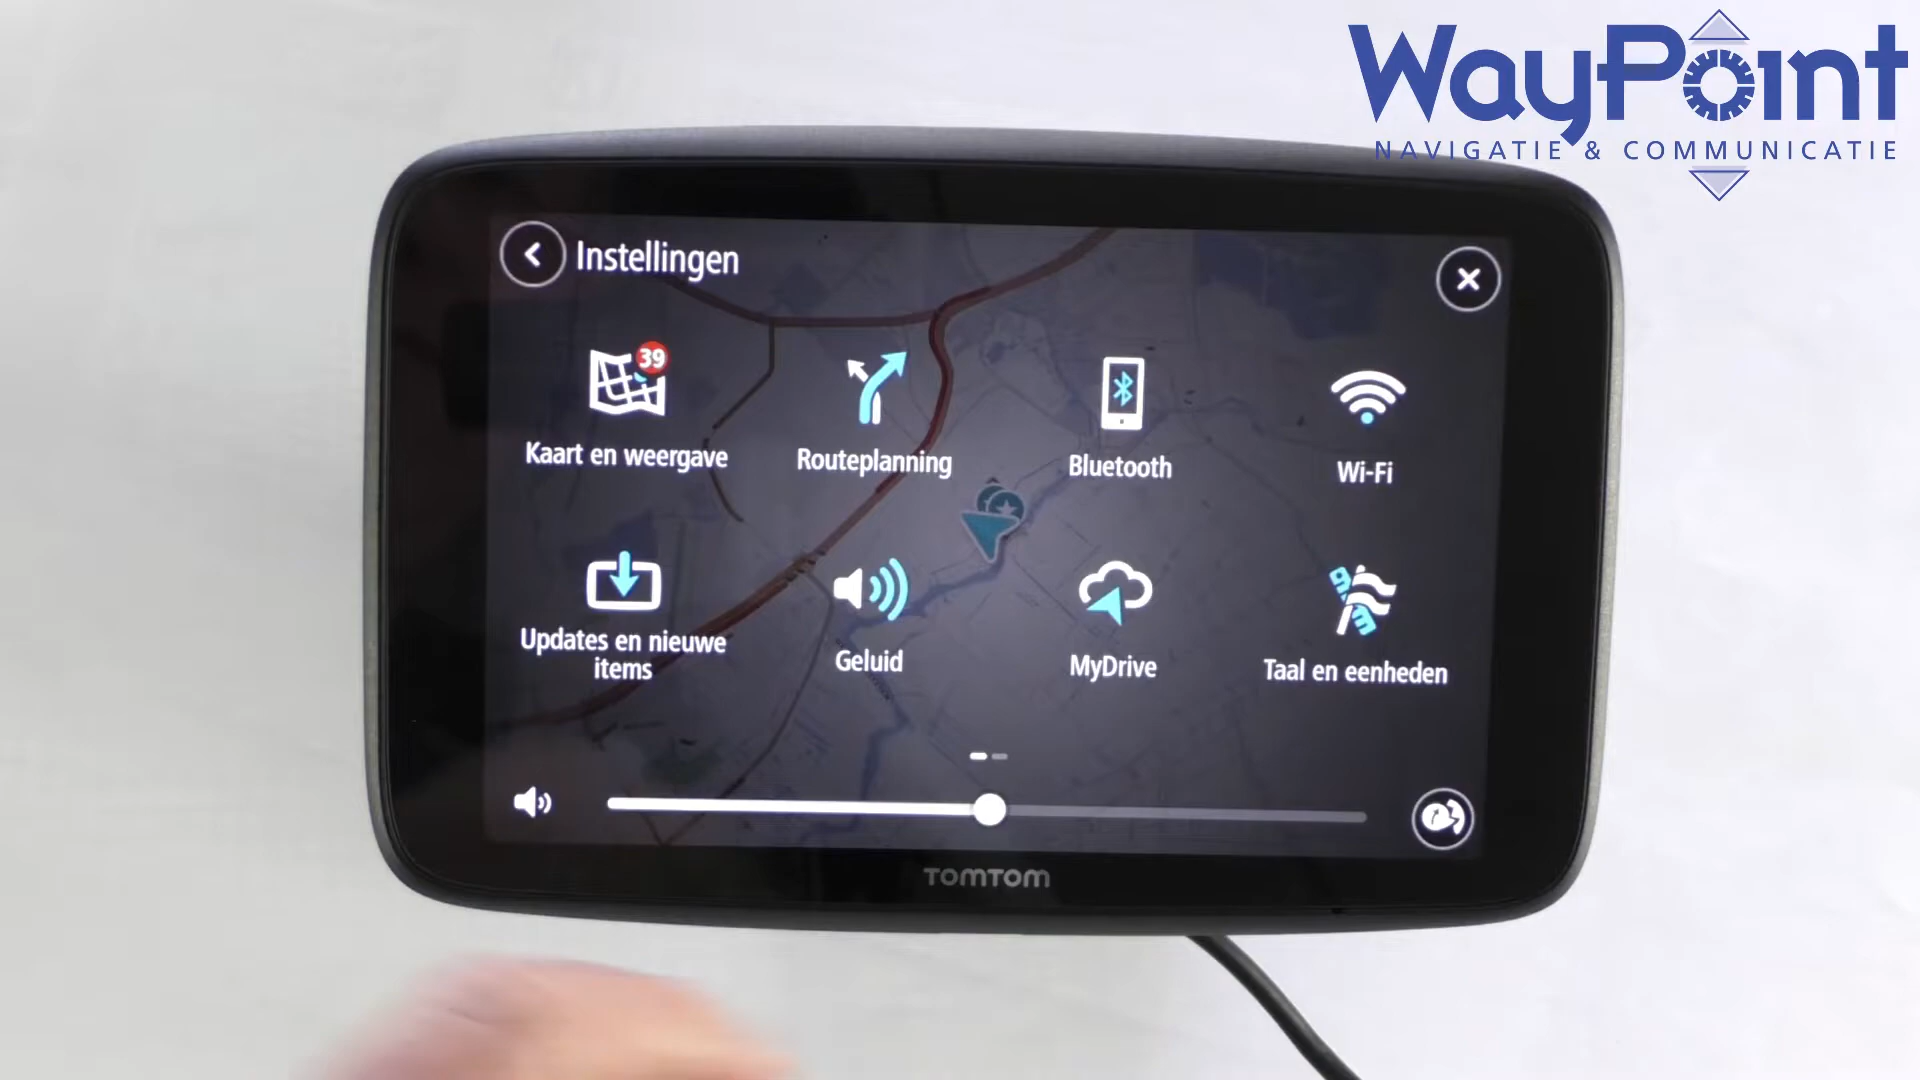 WayPoint
NAVIGATIE & COMMUNICATIE
Instellingen
39
Kaart en weergave
Routeplanning
Bluetooth
Wi-Fi
Updates en nieuwe
items
Geluid
MyDrive
Taal en eenheden
TOMTOM